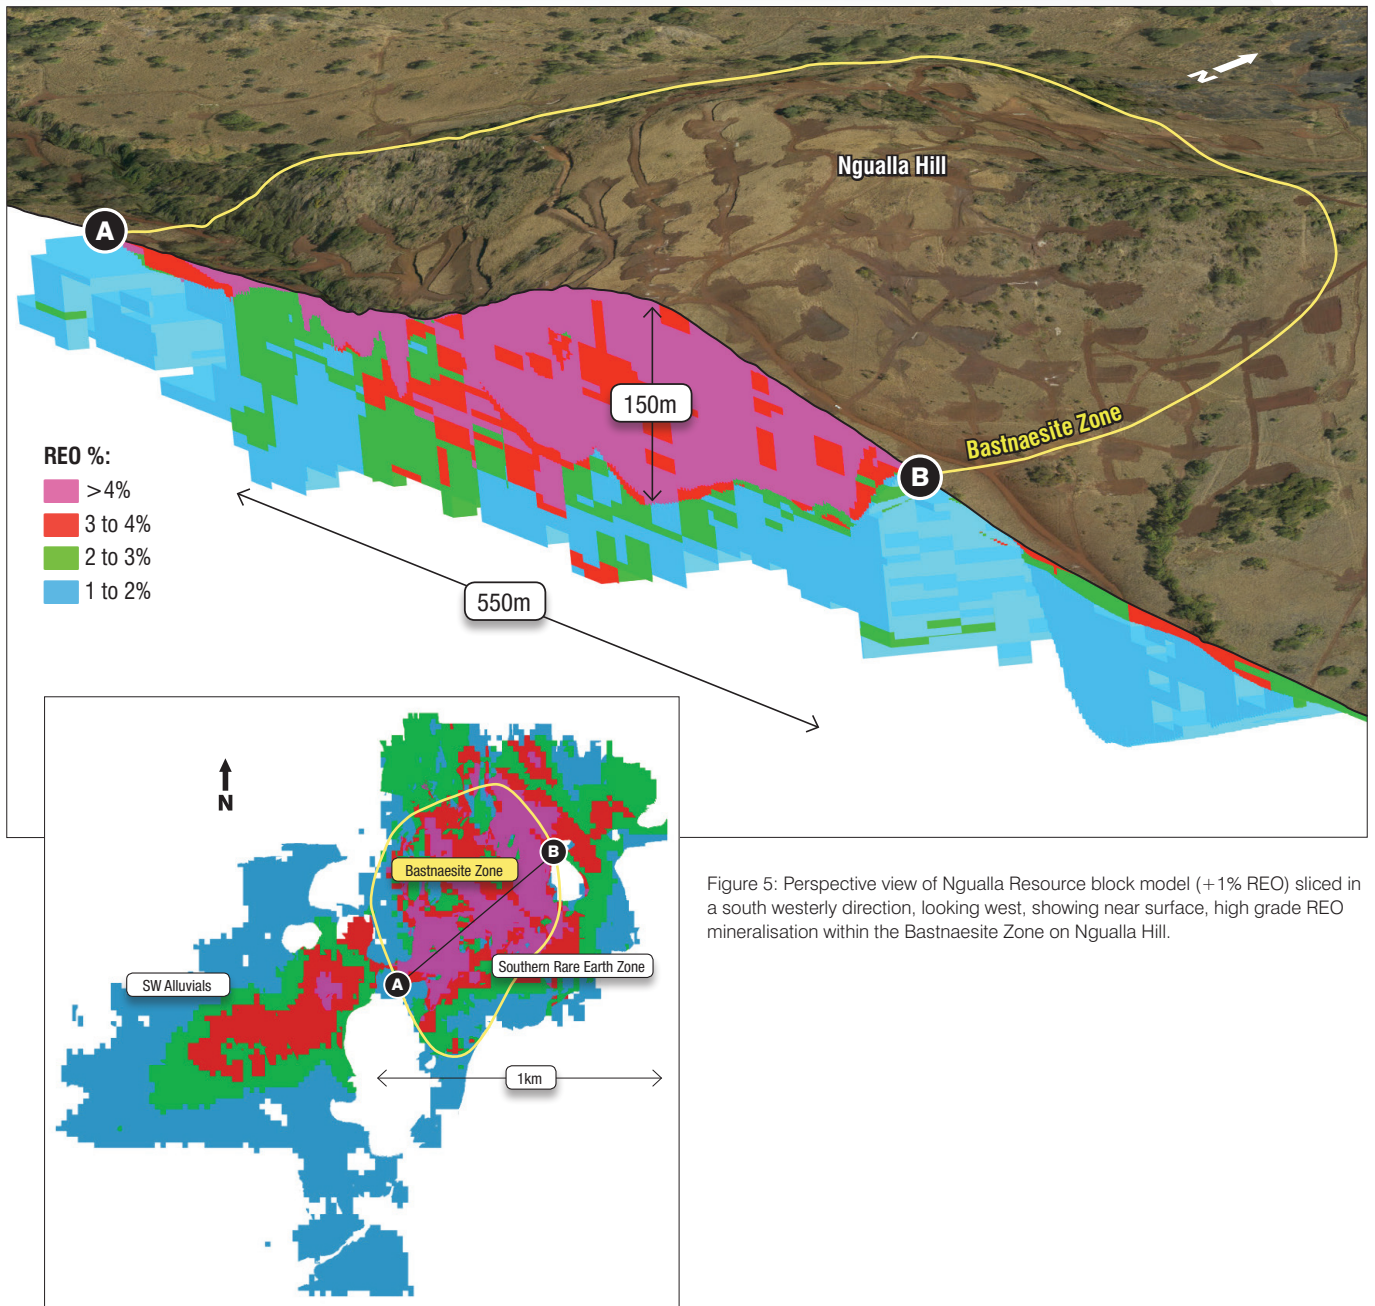 N
Ngualla Hill
A
150m
Bastnaesite Zone
B
REO %:
>4%
3 to 4%
2 to 3%
1 to 2%
550m
N
B
Bastnaesite Zone
Southern Rare Earth Zone
A
SW Alluvials
1km
Figure 5: Perspective view of Ngualla Resource block model (+1% REO) sliced in
a south westerly direction, looking west, showing near surface, high grade REO
mineralisation within the Bastnaesite Zone on Ngualla Hill.